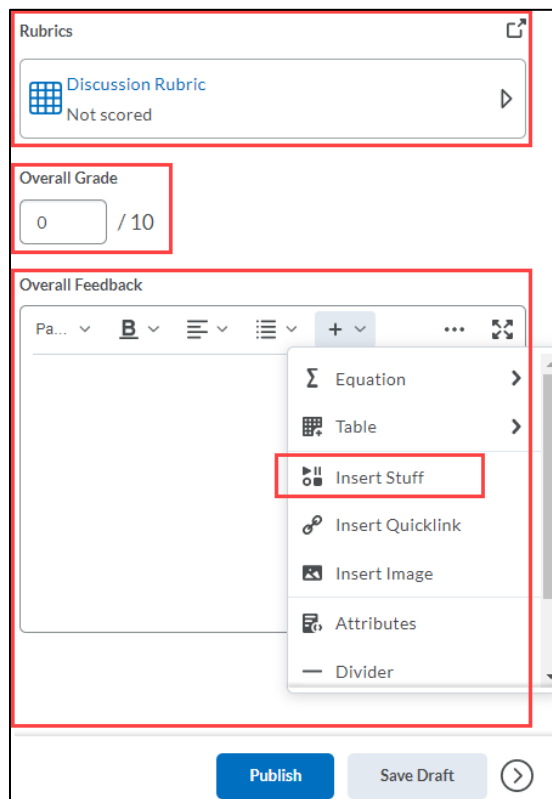 Rubrics
Discussion Rubric
Not scored
Overall Grade
0 / 10
Overall Feedback
Pa... B + ...
Σ Equation
Table
Insert Stuff
Insert Quicklink
Insert Image
Attributes
Divider
Publish Save Draft